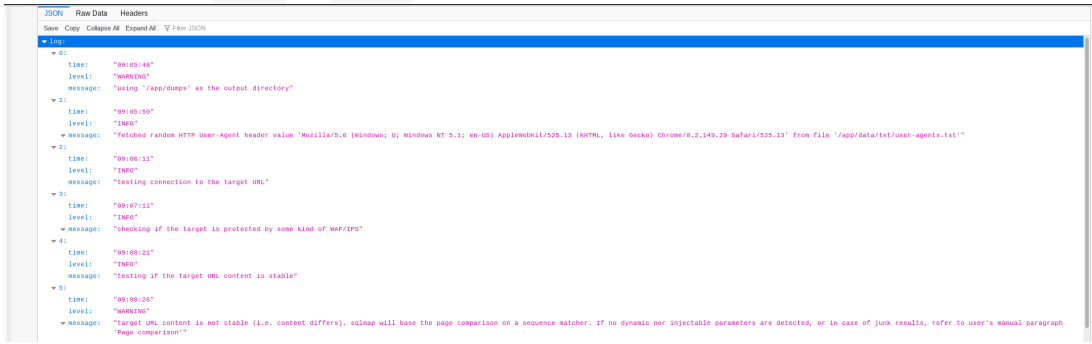 JSON Raw Data Headers
Save Copy Collapse All Expand All Filter JSON
log:
0:
time: "09:05:48"
level: "WARNING"
message: "using '/app/dumps' as the output directory"
1:
time: "09:05:50"
level: "INFO"
message: "fetched random HTTP User-Agent header value 'Mozilla/5.0 (Windows; U; Windows NT 5.1; en-US) AppleWebKit/525.13 (KHTML, like Gecko) Chrome/0.2.149.29 Safari/525.13' from file '/app/data/txt/user-agents.txt'"
2:
time: "09:06:11"
level: "INFO"
message: "testing connection to the target URL"
3:
time: "09:07:11"
level: "INFO"
message: "checking if the target is protected by some kind of WAF/IPS"
4:
time: "09:08:21"
level: "INFO"
message: "testing if the target URL content is stable"
5:
time: "09:09:26"
level: "WARNING"
message: "target URL content is not stable (i.e. content differs). sqlmap will base the page comparison on a sequence matcher. If no dynamic nor injectable parameters are detected, or in case of junk results, refer to user's manual paragraph
'Page comparison'"